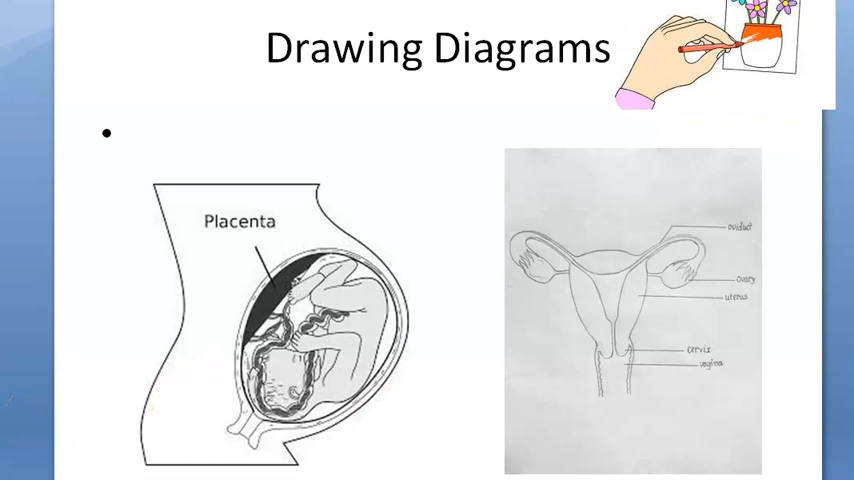 Drawing Diagrams
Placenta
oviduct
ovary
uterus
cervix
vagina